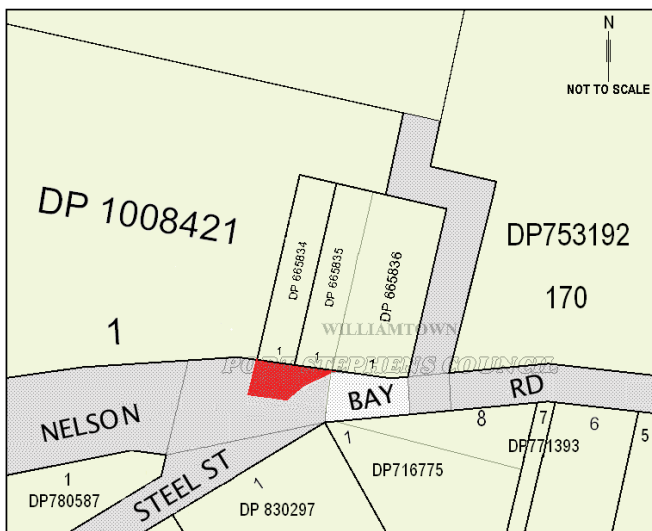 N
NOT TO SCALE
DP 1008421
DP 665834
DP 665835
DP 665836
DP753192
170
WILLIAMTOWN
1
1
1
1
PORT STEPHENS COUNCIL
NELSON
BAY
RD
8
7
6
5
1
DP771393
STEEL ST
1
DP780587
1
DP 830297
DP716775